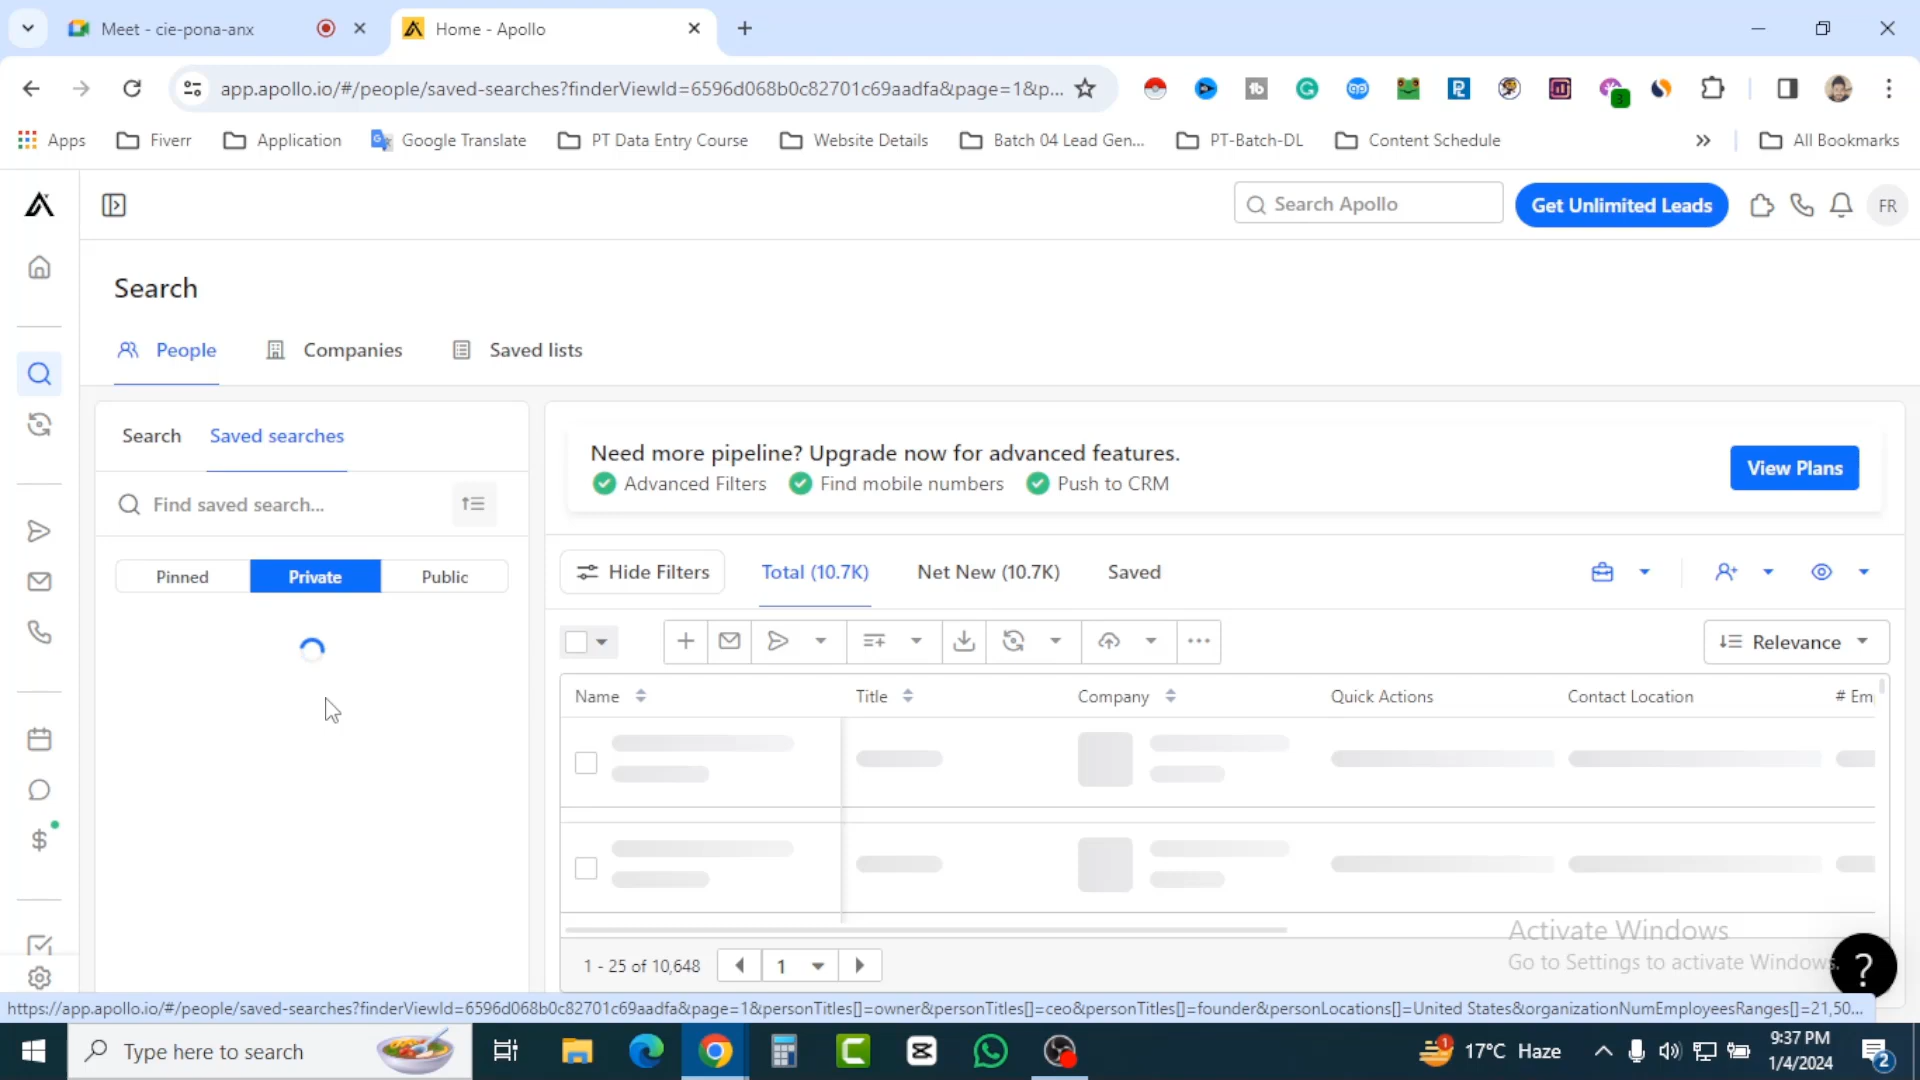 Meet - cie-pona-anx
Home - Apollo
app.apollo.io/#/people/saved-searches?finderViewId=6596d068b0c82701c69aadfa&page=1&p...
3
Apps
Fiverr
Application
Google Translate
PT Data Entry Course
Website Details
Batch 04 Lead Gen...
PT-Batch-DL
Content Schedule
All Bookmarks
Search Apollo
Get Unlimited Leads
FR
Search
People
Companies
Saved lists
Search
Saved searches
Need more pipeline? Upgrade now for advanced features.
Advanced Filters
Find mobile numbers
Push to CRM
View Plans
Find saved search...
Pinned
Private
Public
Hide Filters
Total (10.7K)
Net New (10.7K)
Saved
Relevance
Name
Title
Company
Quick Actions
Contact Location
# Em
Activate Windows
Go to Settings to activate Windows.
1 - 25 of 10,648
1
?
https://app.apollo.io/#/people/saved-searches?finderViewId=6596d068b0c82701c69aadfa&page=1&personTitles[]=owner&personTitles[]=ceo&personTitles[]=founder&personLocations[]=United States&organizationNumEmployeesRanges[]=21,50...
Type here to search
1
17°C Haze
9:37 PM
1/4/2024
2